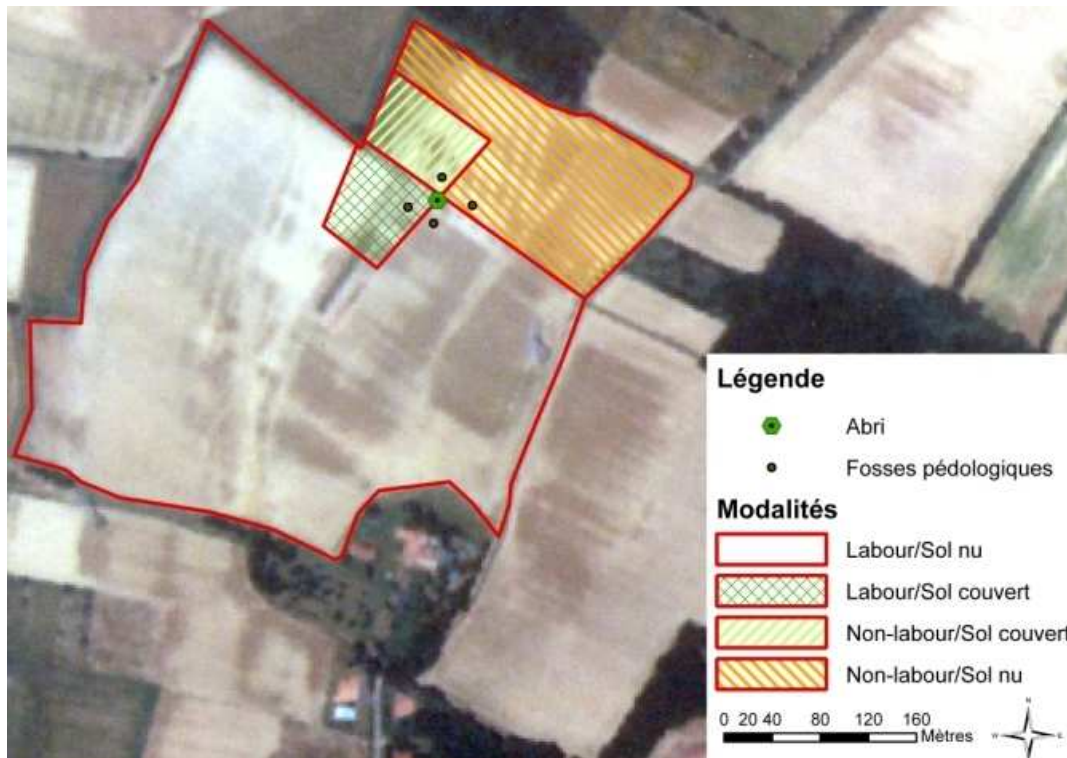 Légende
Abri
Fosses pédologiques
Modalités
Labour/Sol nu
Labour/Sol couvert
Non-labour/Sol couvert
Non-labour/Sol nu
0 20 40 80 120 160
Mètres
N
W E
S